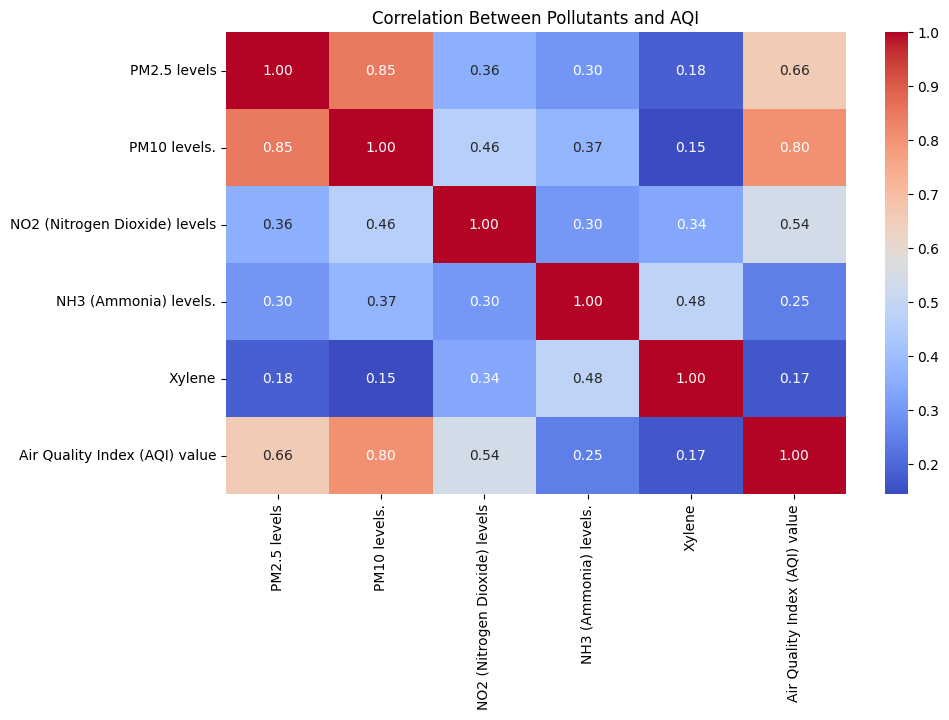 Correlation Between Pollutants and AQI
PM2.5 levels
1.00 0.85 0.36 0.30 0.18 0.66
PM10 levels.
0.85 1.00 0.46 0.37 0.15 0.80
NO2 (Nitrogen Dioxide) levels
0.36 0.46 1.00 0.30 0.34 0.54
NH3 (Ammonia) levels.
0.30 0.37 0.30 1.00 0.48 0.25
Xylene
0.18 0.15 0.34 0.48 1.00 0.17
Air Quality Index (AQI) value
0.66 0.80 0.54 0.25 0.17 1.00
PM2.5 levels
PM10 levels.
NO2 (Nitrogen Dioxide) levels
NH3 (Ammonia) levels.
Xylene
Air Quality Index (AQI) value
1.0
0.9
0.8
0.7
0.6
0.5
0.4
0.3
0.2